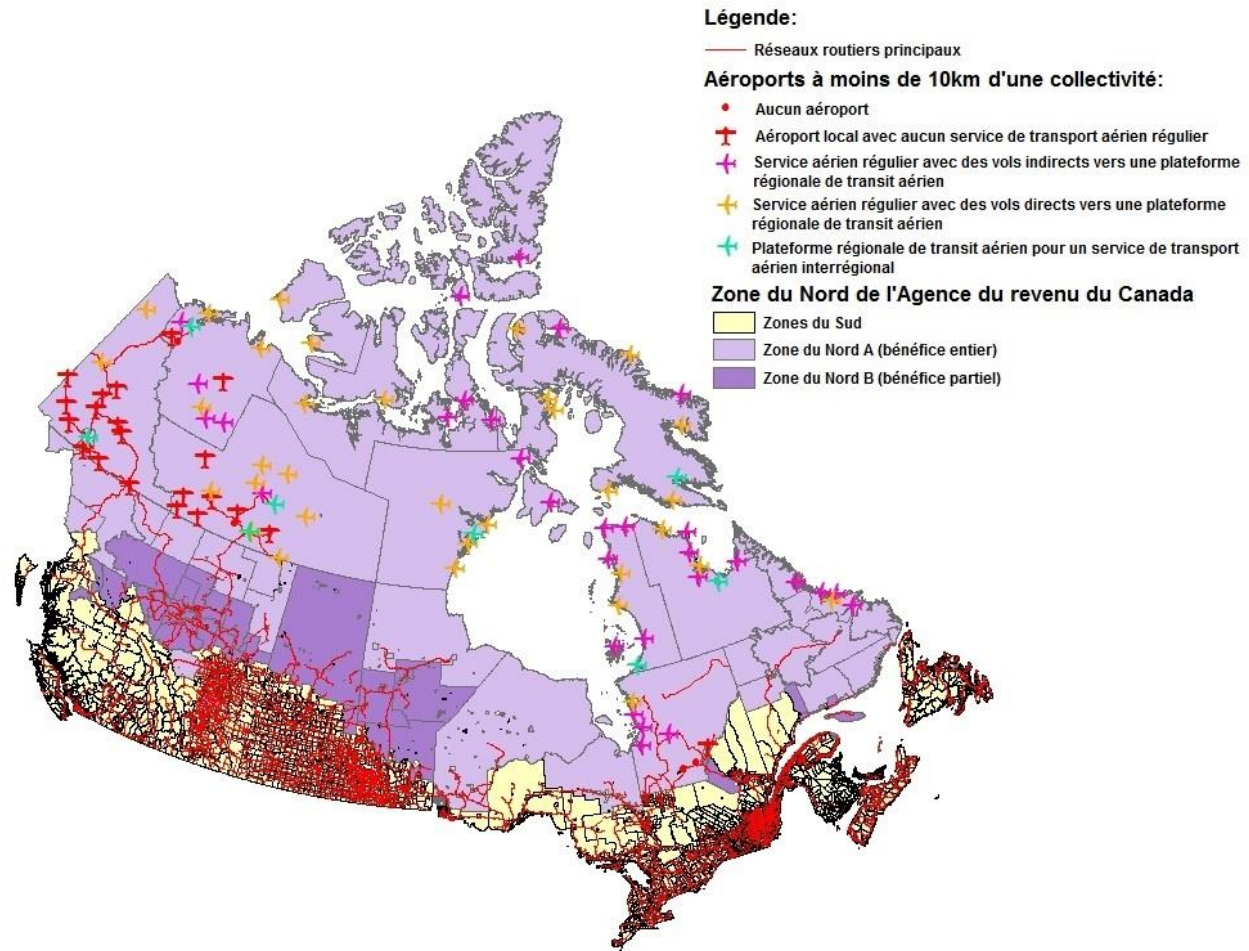 Légende:
Réseaux routiers principaux
Aéroports à moins de 10km d'une collectivité:
Aucun aéroport
Aéroport local avec aucun service de transport aérien régulier
Service aérien régulier avec des vols indirects vers une plateforme
régionale de transit aérien
Service aérien régulier avec des vols directs vers une plateforme
régionale de transit aérien
Plateforme régionale de transit aérien pour un service de transport
aérien interrégional
Zone du Nord de l'Agence du revenu du Canada
Zones du Sud
Zone du Nord A (bénéfice entier)
Zone du Nord B (bénéfice partiel)